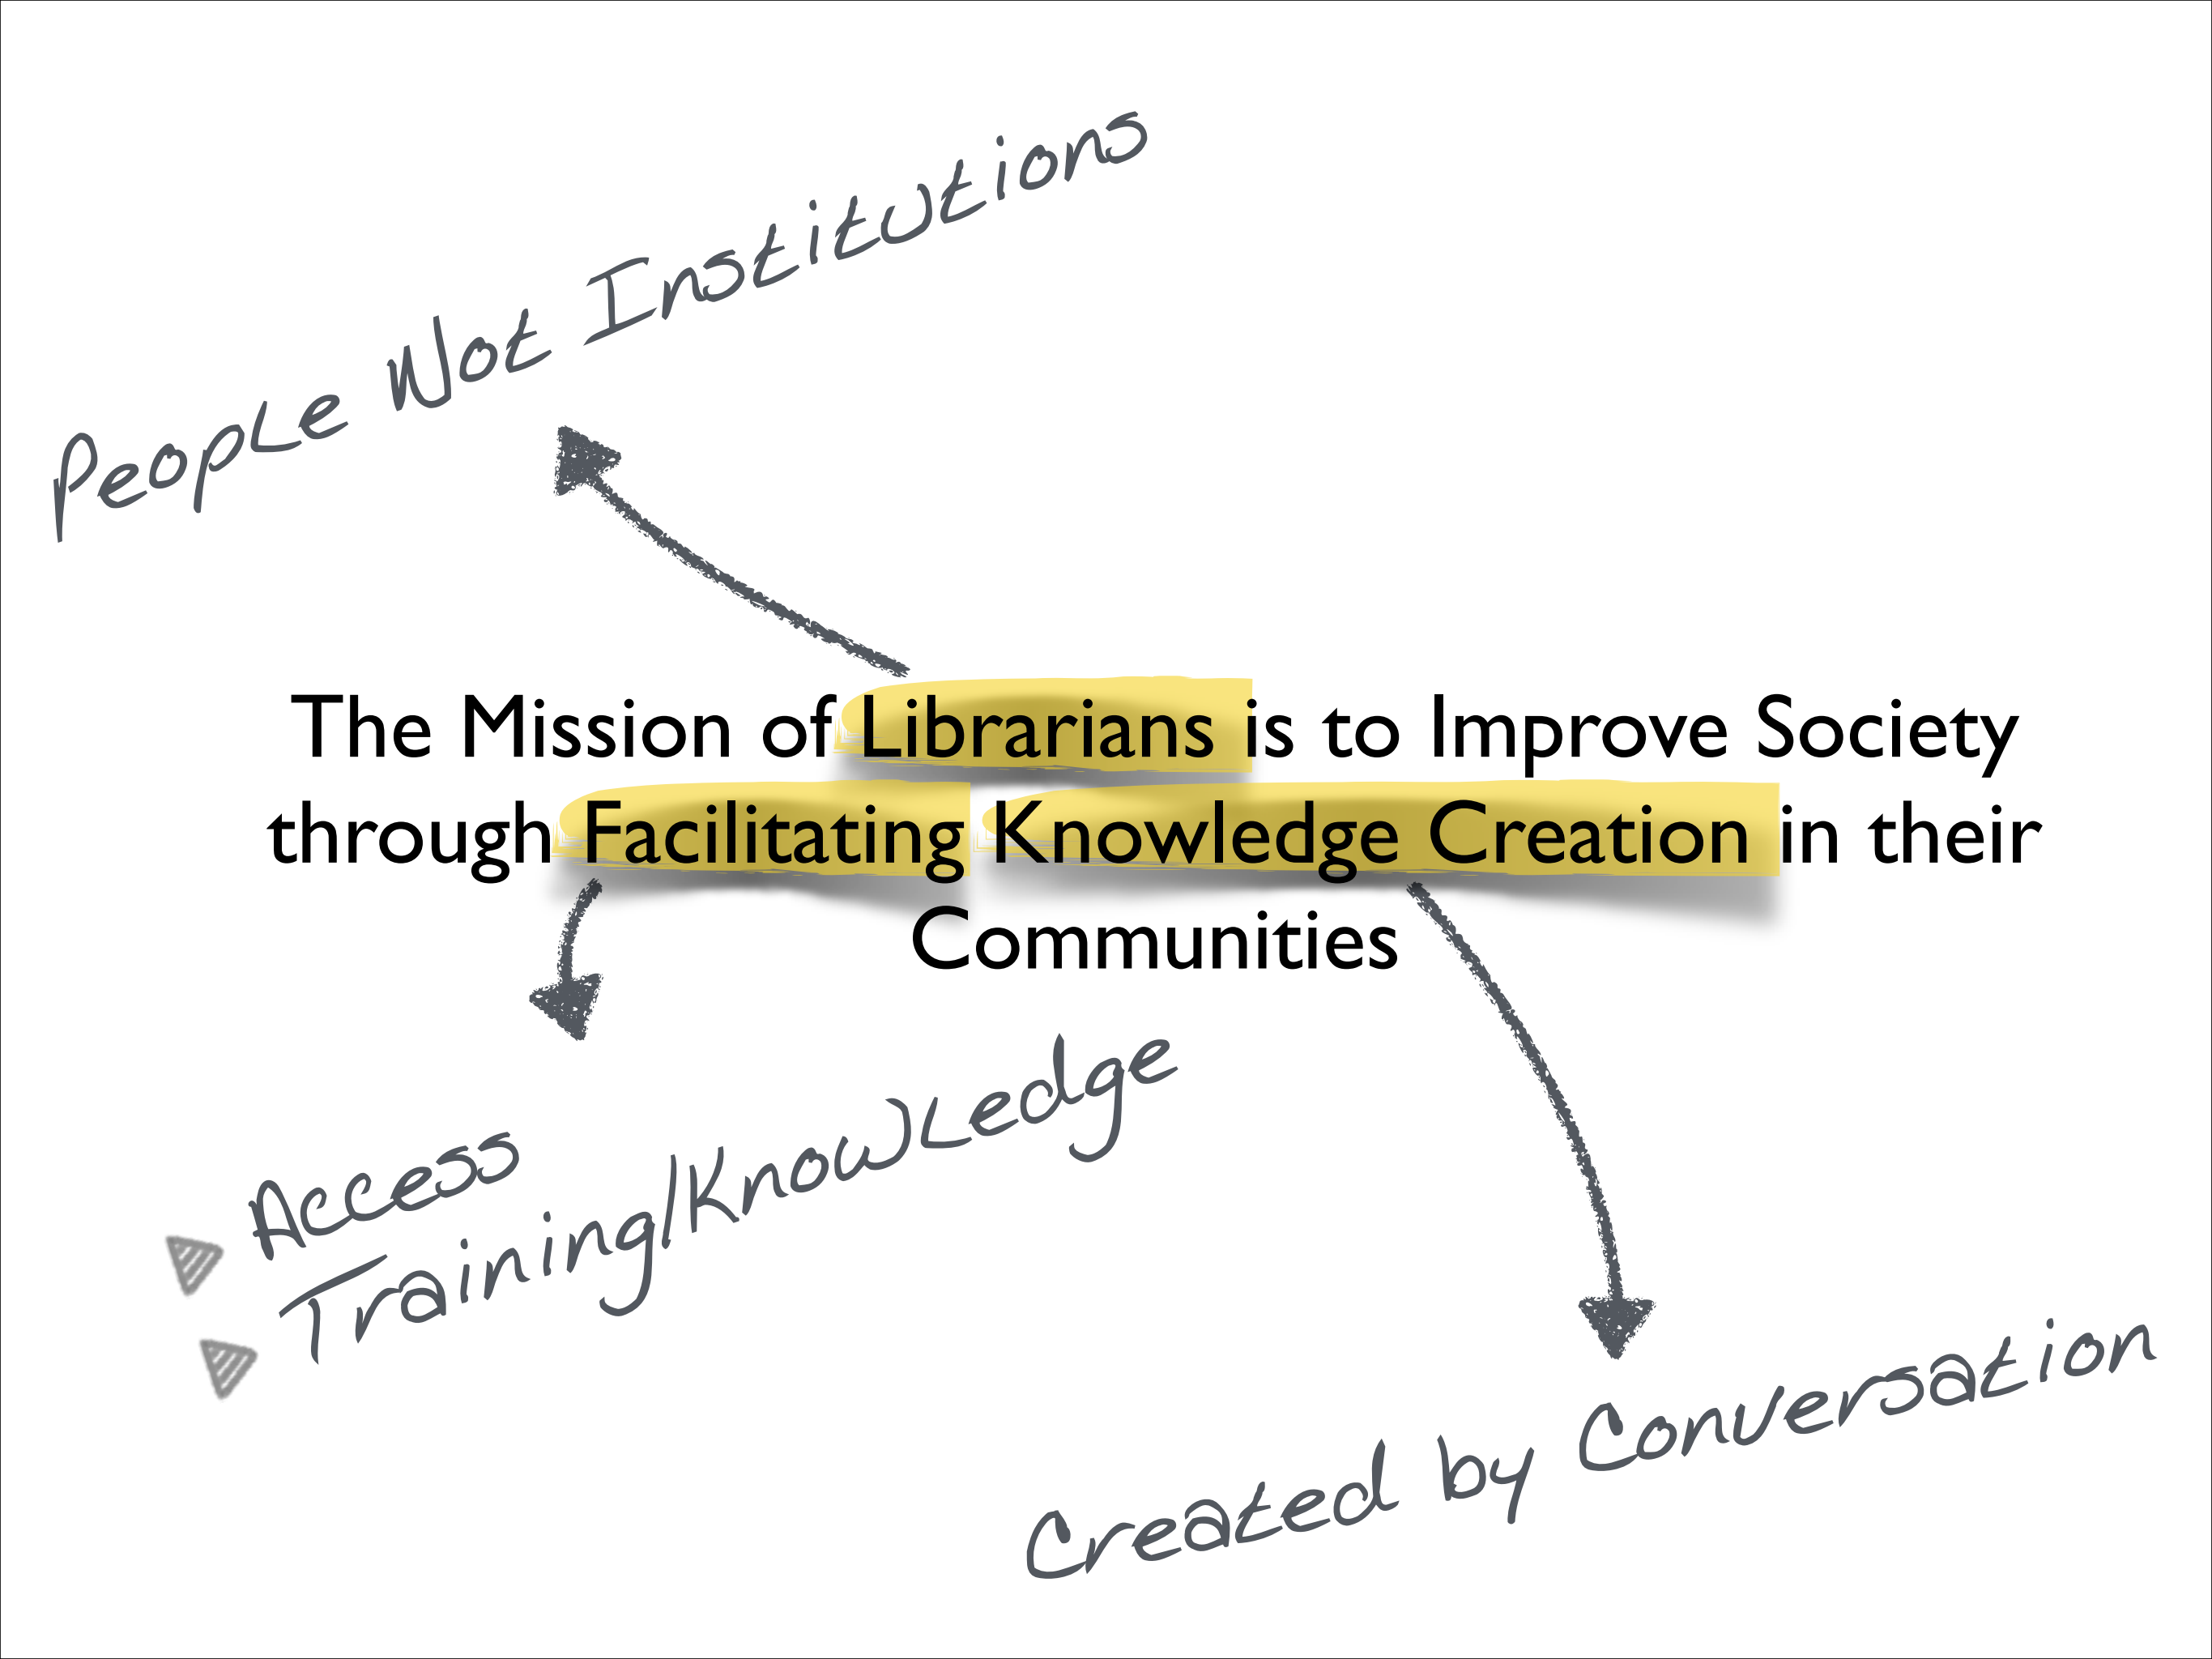 People Not Institutions
The Mission of Librarians is to Improve Society
through Facilitating Knowledge Creation in their
Communities
Access
Training/Knowledge
Created by Conversation